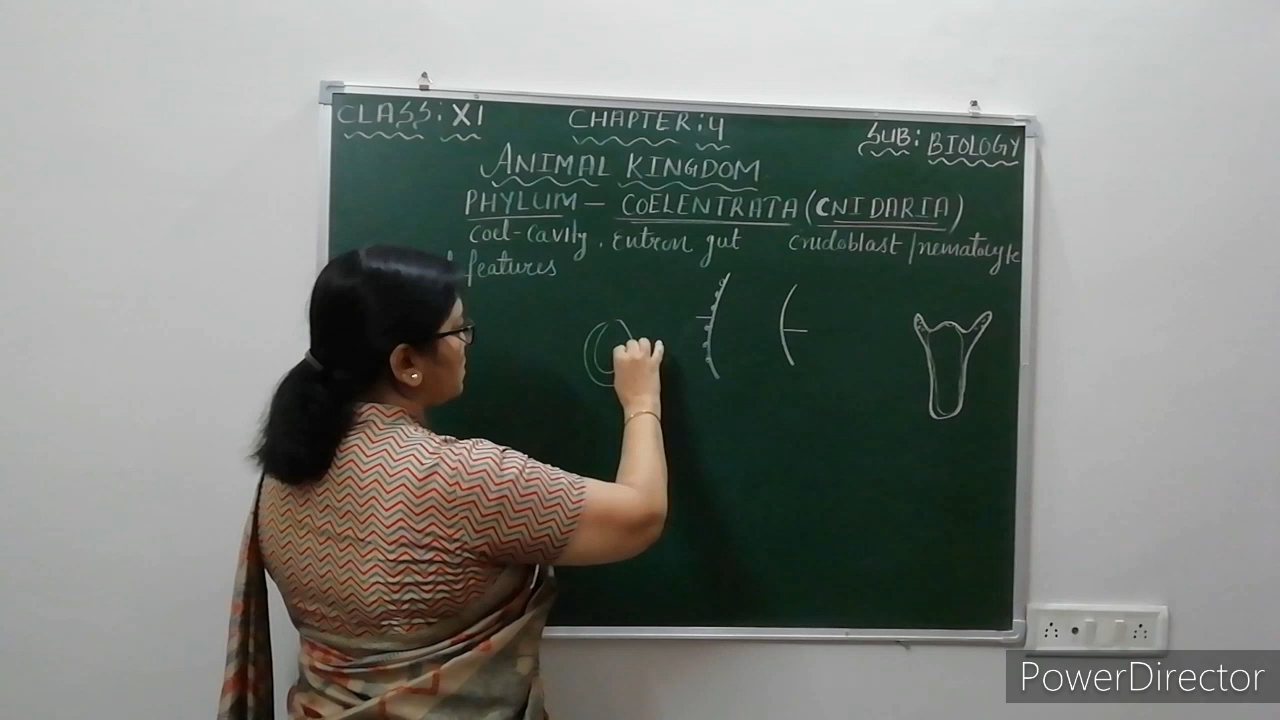 CLASS: XI
CHAPTER: 4
SUB: BIOLOGY
ANIMAL KINGDOM
PHYLUM – COELENTRATA (CNIDARIA)
coel-cavity, entron gut cnidoblast / nematocyte
features
PowerDirector